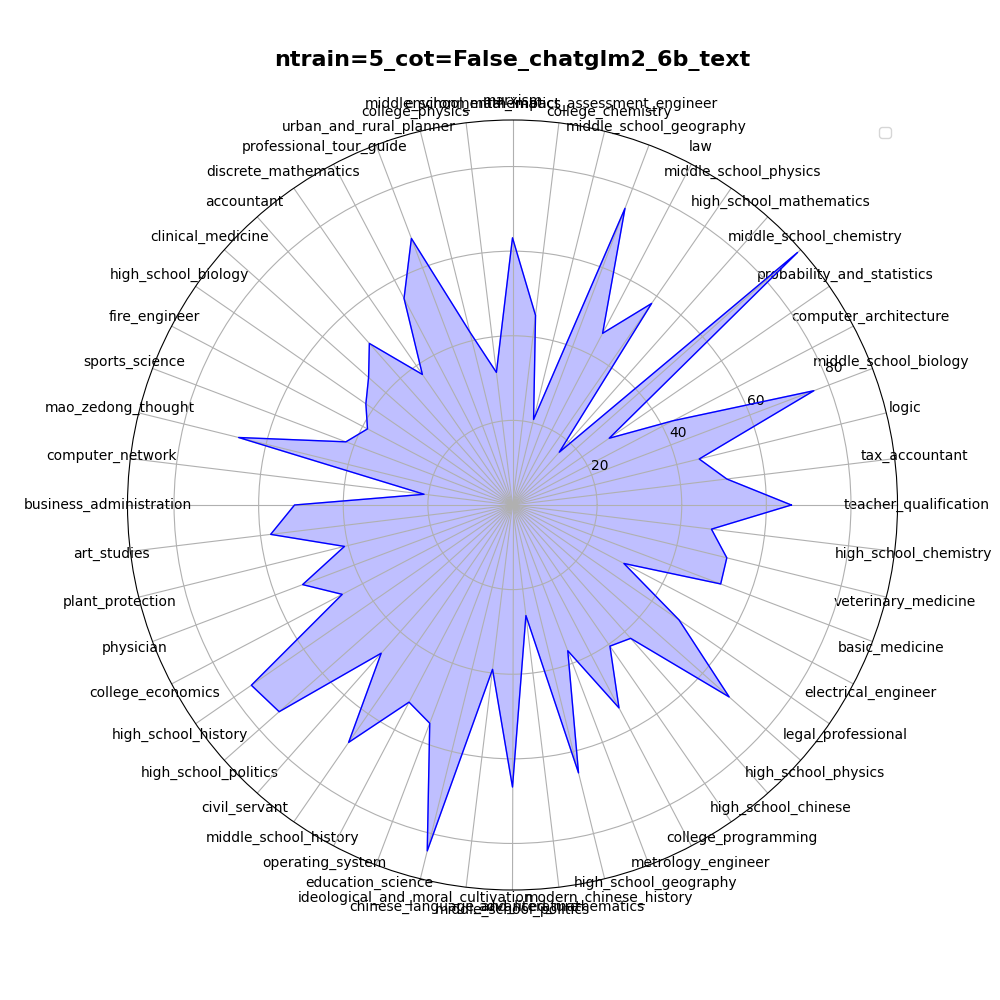 ntrain=5_cot=False_chatglm2_6b_text
marxism
middle_school_mathematics
environmental_impact_assessment_engineer
college_physics
college_chemistry
urban_and_rural_planner
middle_school_geography
professional_tour_guide
law
discrete_mathematics
middle_school_physics
accountant
high_school_mathematics
clinical_medicine
middle_school_chemistry
high_school_biology
probability_and_statistics
fire_engineer
computer_architecture
sports_science
middle_school_biology
80
60
mao_zedong_thought
logic
40
computer_network
tax_accountant
20
business_administration
teacher_qualification
art_studies
high_school_chemistry
plant_protection
veterinary_medicine
physician
basic_medicine
college_economics
electrical_engineer
high_school_history
legal_professional
high_school_politics
high_school_physics
civil_servant
high_school_chinese
middle_school_history
college_programming
operating_system
metrology_engineer
education_science
high_school_geography
ideological_and_moral_cultivation
modern_chinese_history
chinese_language_and_literature
advanced_mathematics
middle_school_politics